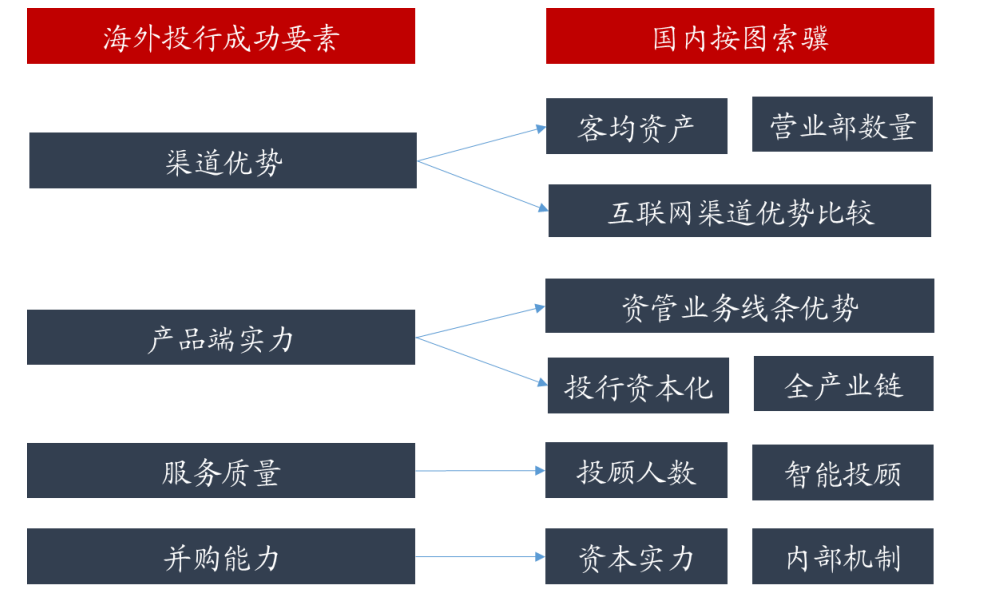 海外投行成功要素
国内按图索骥
渠道优势
客均资产
营业部数量
互联网渠道优势比较
产品端实力
资管业务线条优势
投行资本化
全产业链
服务质量
投顾人数
智能投顾
并购能力
资本实力
内部机制